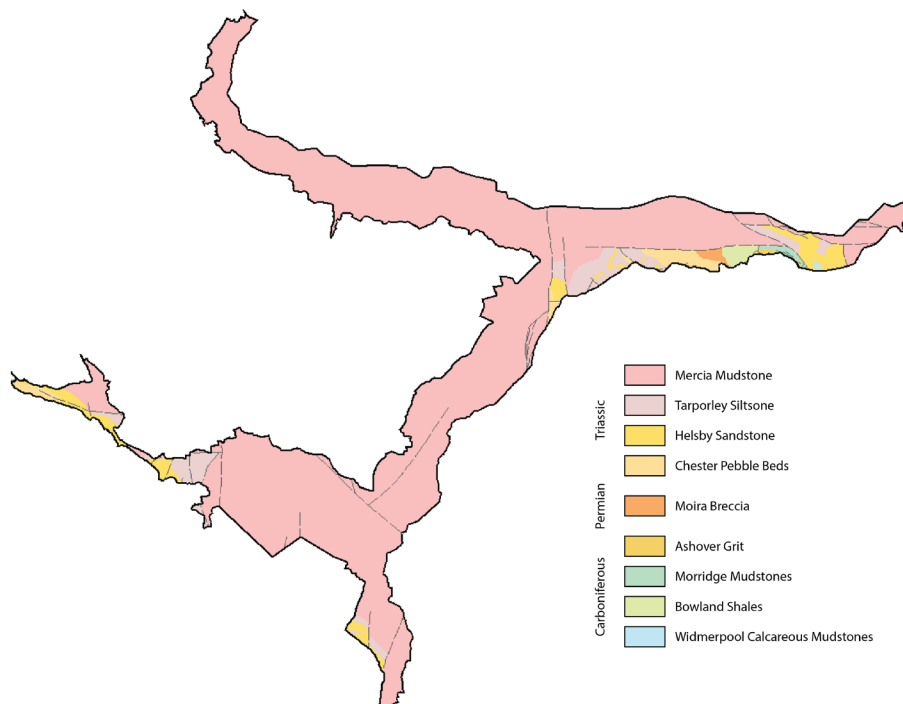 Triassic
Mercia Mudstone
Tarporley Siltsone
Helsby Sandstone
Chester Pebble Beds
Permian
Moira Breccia
Carboniferous
Ashover Grit
Morridge Mudstones
Bowland Shales
Widmerpool Calcareous Mudstones